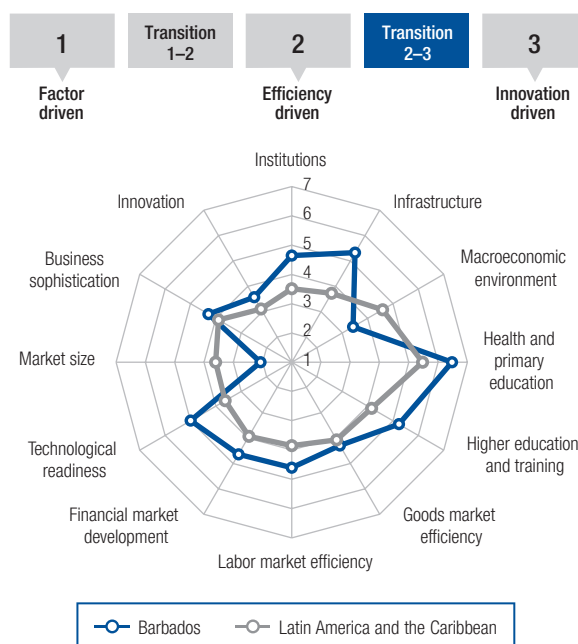 1
Transition
1–2
2
Transition
2–3
3
Factor
driven
Efficiency
driven
Innovation
driven
Institutions
7
6
5
4
3
2
1
Infrastructure
Macroeconomic
environment
Health and
primary
education
Higher education
and training
Goods market
efficiency
Labor market efficiency
Financial market
development
Technological
readiness
Market size
Business
sophistication
Innovation
Barbados
Latin America and the Caribbean